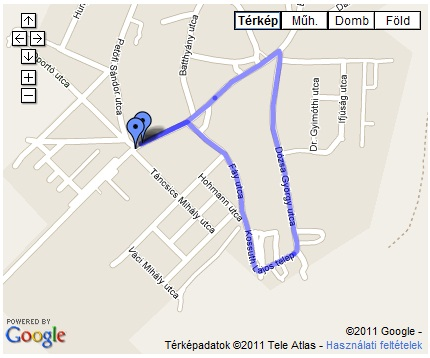 Térkép Műh. Domb Föld
Petőfi Sándor utca
Batthyány utca
portó utca
Dr. Gyimóthi utca
Ifjúság utca
Táncsics Mihály utca
Hohmann utca
Fáy utca
Dózsa György utca
Kossuth Lajos telep
Váci Mihály utca
POWERED BY
Google
©2011 Google -
Térképadatok ©2011 Tele Atlas - Használati feltételek